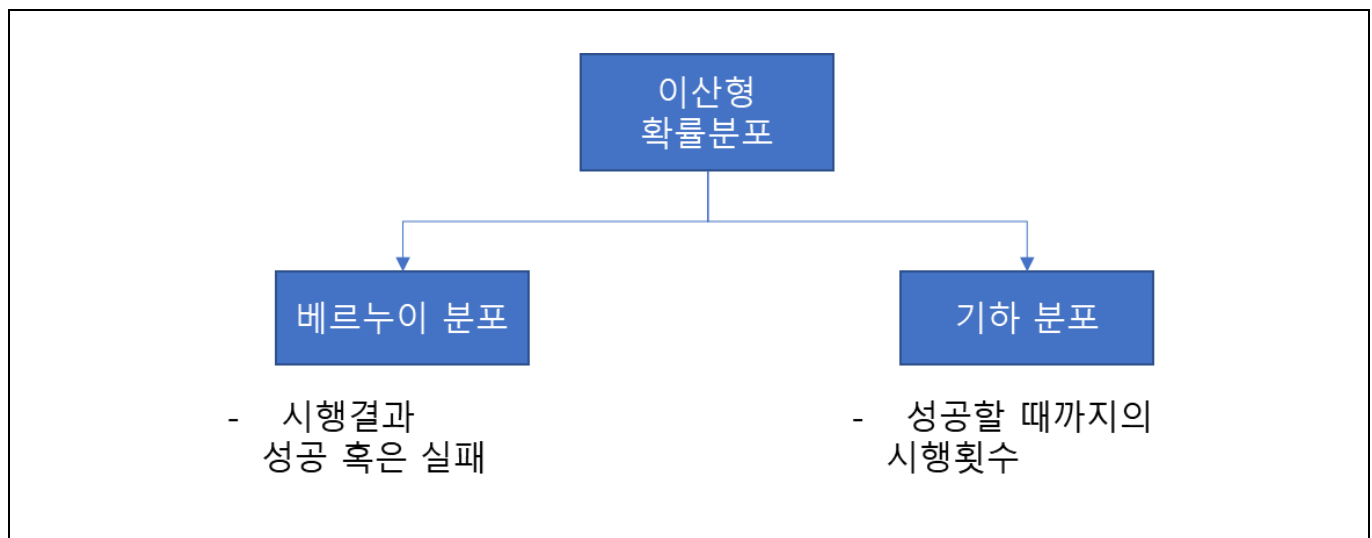 이산형
확률분포
베르누이 분포
기하 분포
- 시행결과
성공 혹은 실패
- 성공할 때까지의
시행횟수